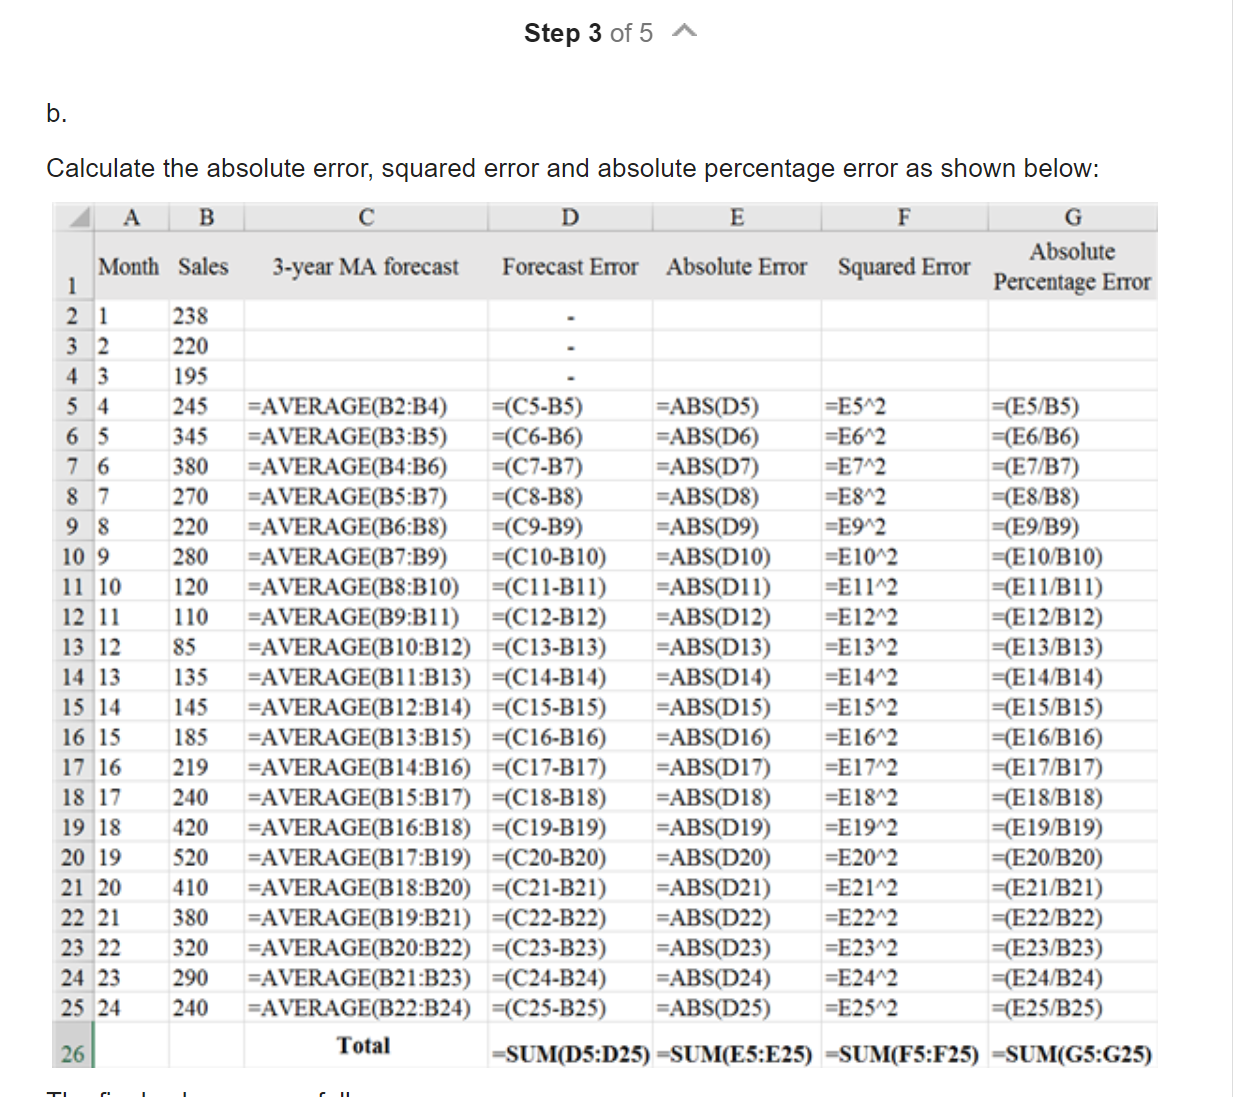 Step 3 of 5
b.
Calculate the absolute error, squared error and absolute percentage error as shown below:
A B C D E F G
1 Month Sales 3-year MA forecast Forecast Error Absolute Error Squared Error Absolute Percentage Error
2 1 238 -
3 2 220 -
4 3 195 -
5 4 245 =AVERAGE(B2:B4) =(C5-B5) =ABS(D5) =E5^2 =(E5/B5)
6 5 345 =AVERAGE(B3:B5) =(C6-B6) =ABS(D6) =E6^2 =(E6/B6)
7 6 380 =AVERAGE(B4:B6) =(C7-B7) =ABS(D7) =E7^2 =(E7/B7)
8 7 270 =AVERAGE(B5:B7) =(C8-B8) =ABS(D8) =E8^2 =(E8/B8)
9 8 220 =AVERAGE(B6:B8) =(C9-B9) =ABS(D9) =E9^2 =(E9/B9)
10 9 280 =AVERAGE(B7:B9) =(C10-B10) =ABS(D10) =E10^2 =(E10/B10)
11 10 120 =AVERAGE(B8:B10) =(C11-B11) =ABS(D11) =E11^2 =(E11/B11)
12 11 110 =AVERAGE(B9:B11) =(C12-B12) =ABS(D12) =E12^2 =(E12/B12)
13 12 85 =AVERAGE(B10:B12) =(C13-B13) =ABS(D13) =E13^2 =(E13/B13)
14 13 135 =AVERAGE(B11:B13) =(C14-B14) =ABS(D14) =E14^2 =(E14/B14)
15 14 145 =AVERAGE(B12:B14) =(C15-B15) =ABS(D15) =E15^2 =(E15/B15)
16 15 185 =AVERAGE(B13:B15) =(C16-B16) =ABS(D16) =E16^2 =(E16/B16)
17 16 219 =AVERAGE(B14:B16) =(C17-B17) =ABS(D17) =E17^2 =(E17/B17)
18 17 240 =AVERAGE(B15:B17) =(C18-B18) =ABS(D18) =E18^2 =(E18/B18)
19 18 420 =AVERAGE(B16:B18) =(C19-B19) =ABS(D19) =E19^2 =(E19/B19)
20 19 520 =AVERAGE(B17:B19) =(C20-B20) =ABS(D20) =E20^2 =(E20/B20)
21 20 410 =AVERAGE(B18:B20) =(C21-B21) =ABS(D21) =E21^2 =(E21/B21)
22 21 380 =AVERAGE(B19:B21) =(C22-B22) =ABS(D22) =E22^2 =(E22/B22)
23 22 320 =AVERAGE(B20:B22) =(C23-B23) =ABS(D23) =E23^2 =(E23/B23)
24 23 290 =AVERAGE(B21:B23) =(C24-B24) =ABS(D24) =E24^2 =(E24/B24)
25 24 240 =AVERAGE(B22:B24) =(C25-B25) =ABS(D25) =E25^2 =(E25/B25)
26 Total =SUM(D5:D25) =SUM(E5:E25) =SUM(F5:F25) =SUM(G5:G25)